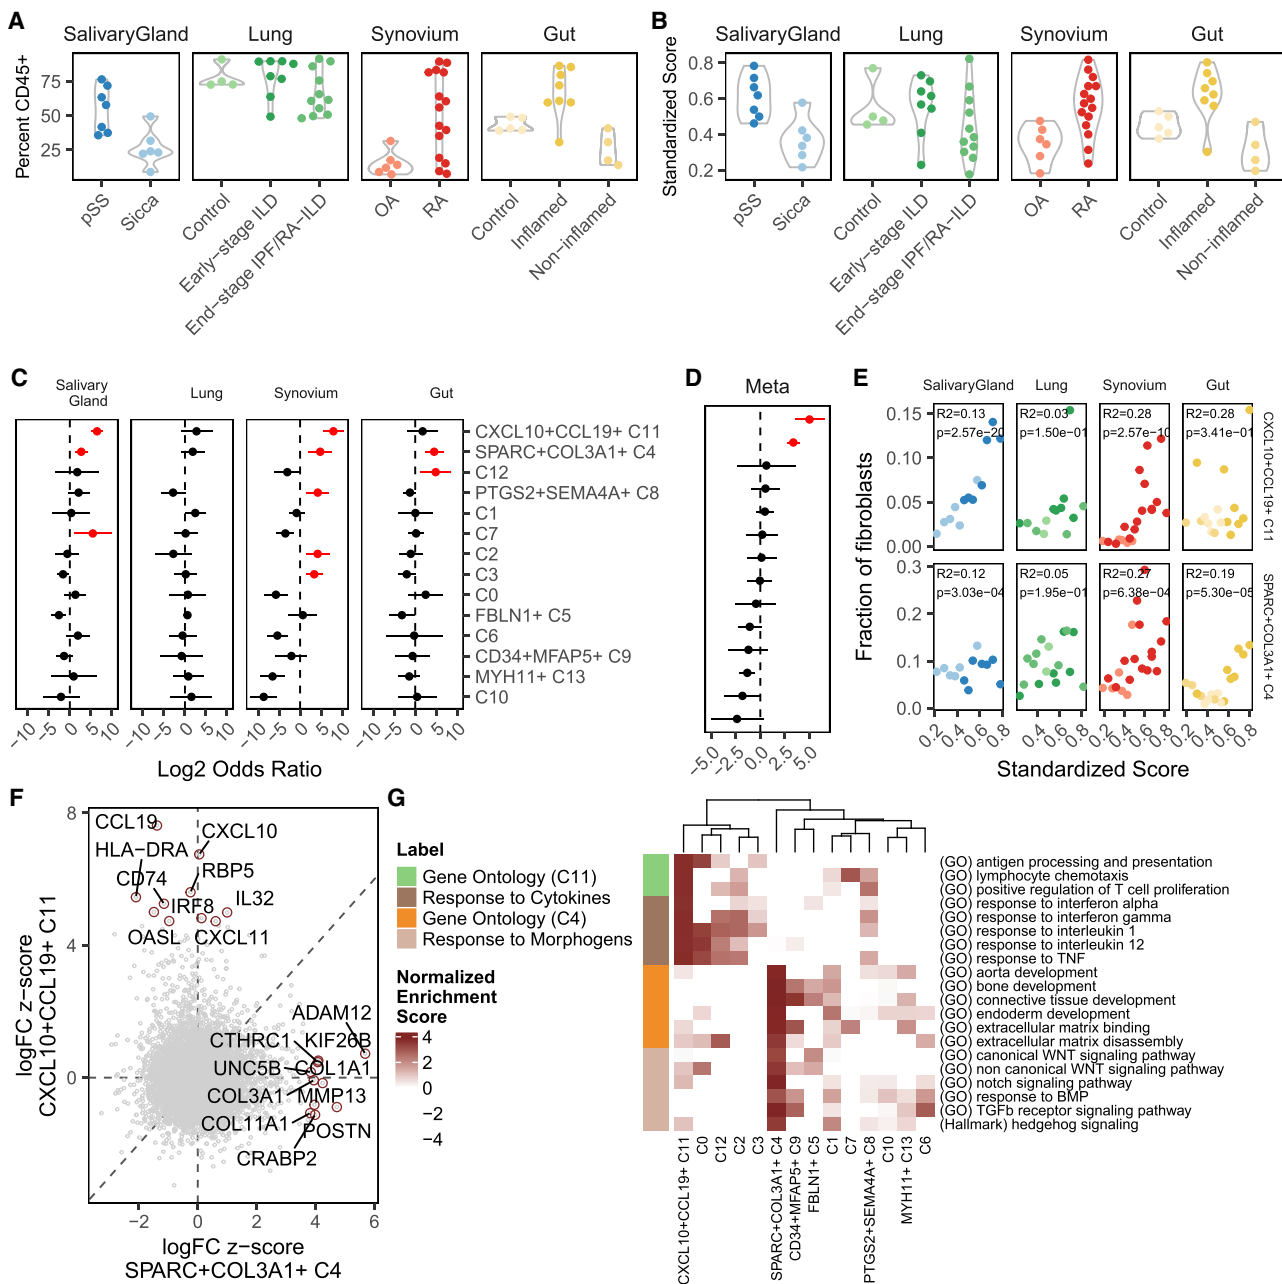 A
SalivaryGland
Lung
Synovium
Gut
Percent CD45+
75
50
25
pSS
Sicca
Control
Early−stage ILD
End−stage IPF/RA−ILD
OA
RA
Control
Inflamed
Non−inflamed
B
SalivaryGland
Lung
Synovium
Gut
Standardized Score
0.8
0.6
0.4
0.2
pSS
Sicca
Control
Early−stage ILD
End−stage IPF/RA−ILD
OA
RA
Control
Inflamed
Non−inflamed
C
Salivary
Gland
Lung
Synovium
Gut
CXCL10+CCL19+ C11
SPARC+COL3A1+ C4
C12
PTGS2+SEMA4A+ C8
C1
C7
C2
C3
C0
FBLN1+ C5
C6
CD34+MFAP5+ C9
MYH11+ C13
C10
−10 −5 0 5 10
−10 −5 0 5 10
−10 −5 0 5 10
−10 −5 0 5 10
Log2 Odds Ratio
D
Meta
−5.0 −2.5 0.0 2.5 5.0
E
SalivaryGland
Lung
Synovium
Gut
Fraction of fibroblasts
0.15
0.10
0.05
0.00
R2=0.13
p=2.57e−20
R2=0.03
p=1.50e−01
R2=0.28
p=2.57e−10
R2=0.28
p=3.41e−01
CXCL10+CCL19+ C11
0.3
0.2
0.1
0.0
R2=0.12
p=3.03e−04
R2=0.05
p=1.95e−01
R2=0.27
p=6.38e−04
R2=0.19
p=5.30e−05
SPARC+COL3A1+ C4
0.2 0.4 0.6 0.8
0.4 0.6 0.8
0.2 0.4 0.6 0.8
0.2 0.4 0.6 0.8
Standardized Score
F
logFC z−score
CXCL10+CCL19+ C11
8
4
0
CCL19
CXCL10
HLA−DRA
CD74
RBP5
IRF8
IL32
OASL
CXCL11
ADAM12
CTHRC1
KIF26B
UNC5B
COL1A1
COL3A1
MMP13
COL11A1
POSTN
CRABP2
−2 0 2 4 6
logFC z−score
SPARC+COL3A1+ C4
G
Label
Gene Ontology (C11)
Response to Cytokines
Gene Ontology (C4)
Response to Morphogens
Normalized
Enrichment
Score
4
2
0
−2
−4
(GO) antigen processing and presentation
(GO) lymphocyte chemotaxis
(GO) positive regulation of T cell proliferation
(GO) response to interferon alpha
(GO) response to interferon gamma
(GO) response to interleukin 1
(GO) response to interleukin 12
(GO) response to TNF
(GO) aorta development
(GO) bone development
(GO) connective tissue development
(GO) endoderm development
(GO) extracellular matrix binding
(GO) extracellular matrix disassembly
(GO) canonical WNT signaling pathway
(GO) non canonical WNT signaling pathway
(GO) notch signaling pathway
(GO) response to BMP
(GO) TGFb receptor signaling pathway
(Hallmark) hedgehog signaling
CXCL10+CCL19+ C11
C0
C12
C2
C3
SPARC+COL3A1+ C4
CD34+MFAP5+ C9
FBLN1+ C5
C1
C7
PTGS2+SEMA4A+ C8
C10
MYH11+ C13
C6